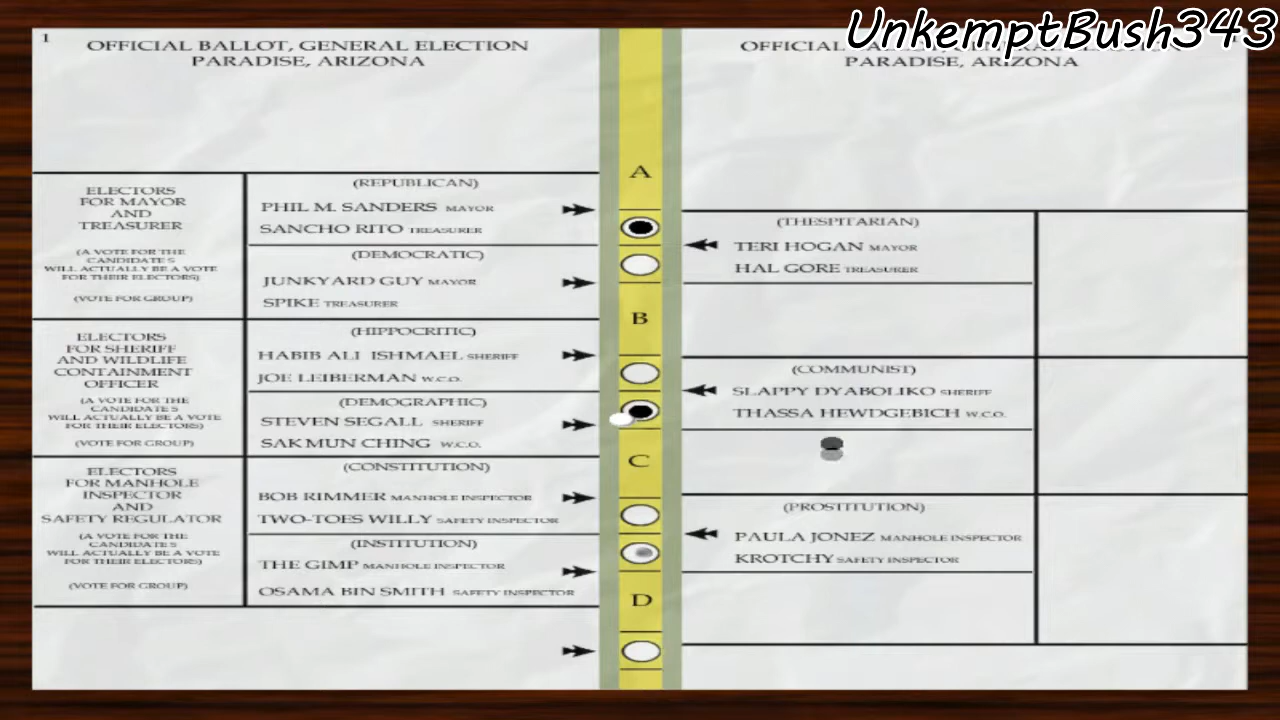 UnkemptBush343
1
OFFICIAL BALLOT, GENERAL ELECTION
PARADISE, ARIZONA
ELECTORS
FOR MAYOR
AND
TREASURER
(A VOTE FOR THE
CANDIDATE S
WILL ACTUALLY BE A VOTE
FOR THEIR ELECTORS)
(VOTE FOR GROUP)
(REPUBLICAN)
PHIL M. SANDERS MAYOR
SANCHO RITO TREASURER
(DEMOCRATIC)
JUNKYARD GUY MAYOR
SPIKE TREASURER
ELECTORS
FOR SHERIFF
AND WILDLIFE
CONTAINMENT
OFFICER
(A VOTE FOR THE
CANDIDATE S
WILL ACTUALLY BE A VOTE
FOR THEIR ELECTORS)
(VOTE FOR GROUP)
(HIPPOCRITIC)
HABIB ALI ISHMAEL SHERIFF
JOE LEIBERMAN W.C.O.
(DEMOGRAPHIC)
STEVEN SEGALL SHERIFF
SAKMUN CHING W.C.O.
ELECTORS
FOR MANHOLE
INSPECTOR
AND
SAFETY REGULATOR
(A VOTE FOR THE
CANDIDATE S
WILL ACTUALLY BE A VOTE
FOR THEIR ELECTORS)
(VOTE FOR GROUP)
(CONSTITUTION)
BOB RIMMER MANHOLE INSPECTOR
TWO-TOES WILLY SAFETY INSPECTOR
(INSTITUTION)
THE GIMP MANHOLE INSPECTOR
OSAMA BIN SMITH SAFETY INSPECTOR
A
B
C
D
OFFICIAL
PARADISE, ARIZONA
(THESPITARIAN)
TERI HOGAN MAYOR
HAL GORE TREASURER
(COMMUNIST)
SLAPPY DYABOLIKO SHERIFF
THASSA HEWDGEBICH W.C.O.
(PROSTITUTION)
PAULA JONEZ MANHOLE INSPECTOR
KROTCHY SAFETY INSPECTOR